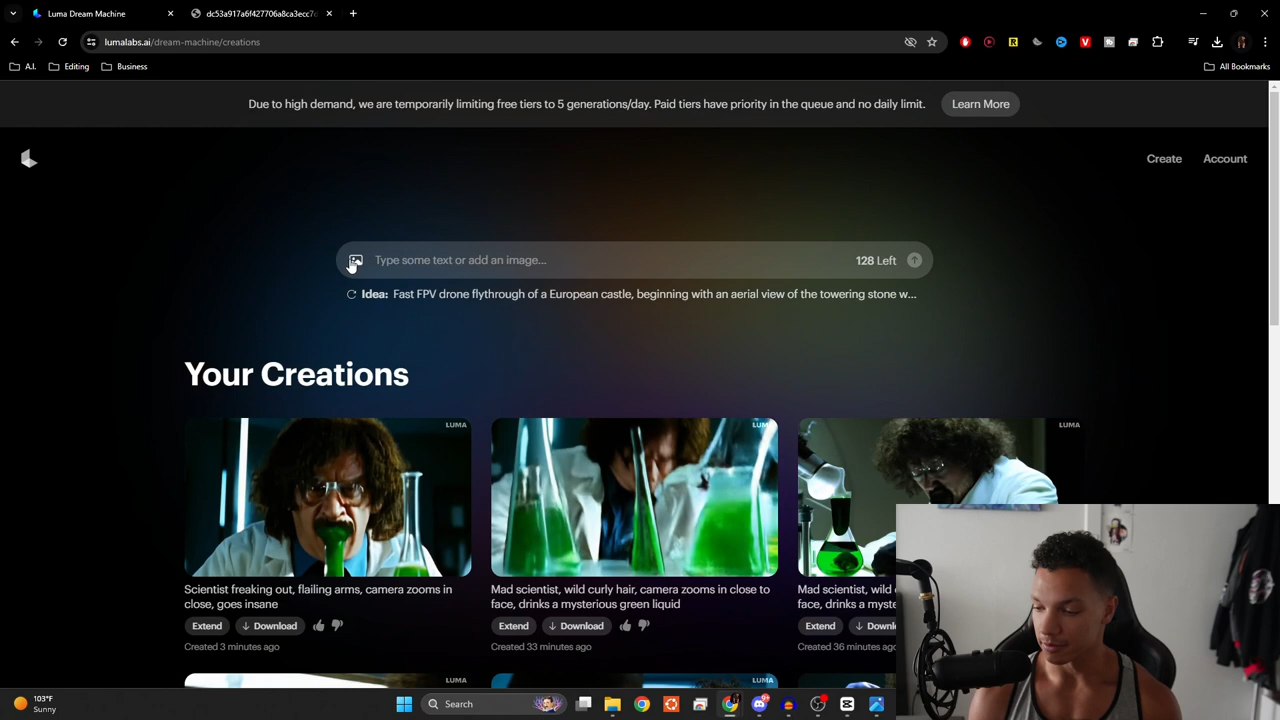 Luma Dream Machine
dc53a917a6f427706a8ca3ecc7d
lumalabs.ai/dream-machine/creations
A.I.
Editing
Business
All Bookmarks
Due to high demand, we are temporarily limiting free tiers to 5 generations/day. Paid tiers have priority in the queue and no daily limit.
Learn More
Create
Account
Type some text or add an image...
128 Left
Idea: Fast FPV drone flythrough of a European castle, beginning with an aerial view of the towering stone w...
Your Creations
LUMA
LUMA
LUMA
Scientist freaking out, flailing arms, camera zooms in
close, goes insane
Extend
Download
Created 3 minutes ago
Mad scientist, wild curly hair, camera zooms in close to
face, drinks a mysterious green liquid
Extend
Download
Created 33 minutes ago
Mad scientist, wild
face, drinks a myste
Extend
Downl
Created 36 minutes ago
LUMA
LUMA
LUMA
103°F
Sunny
Search